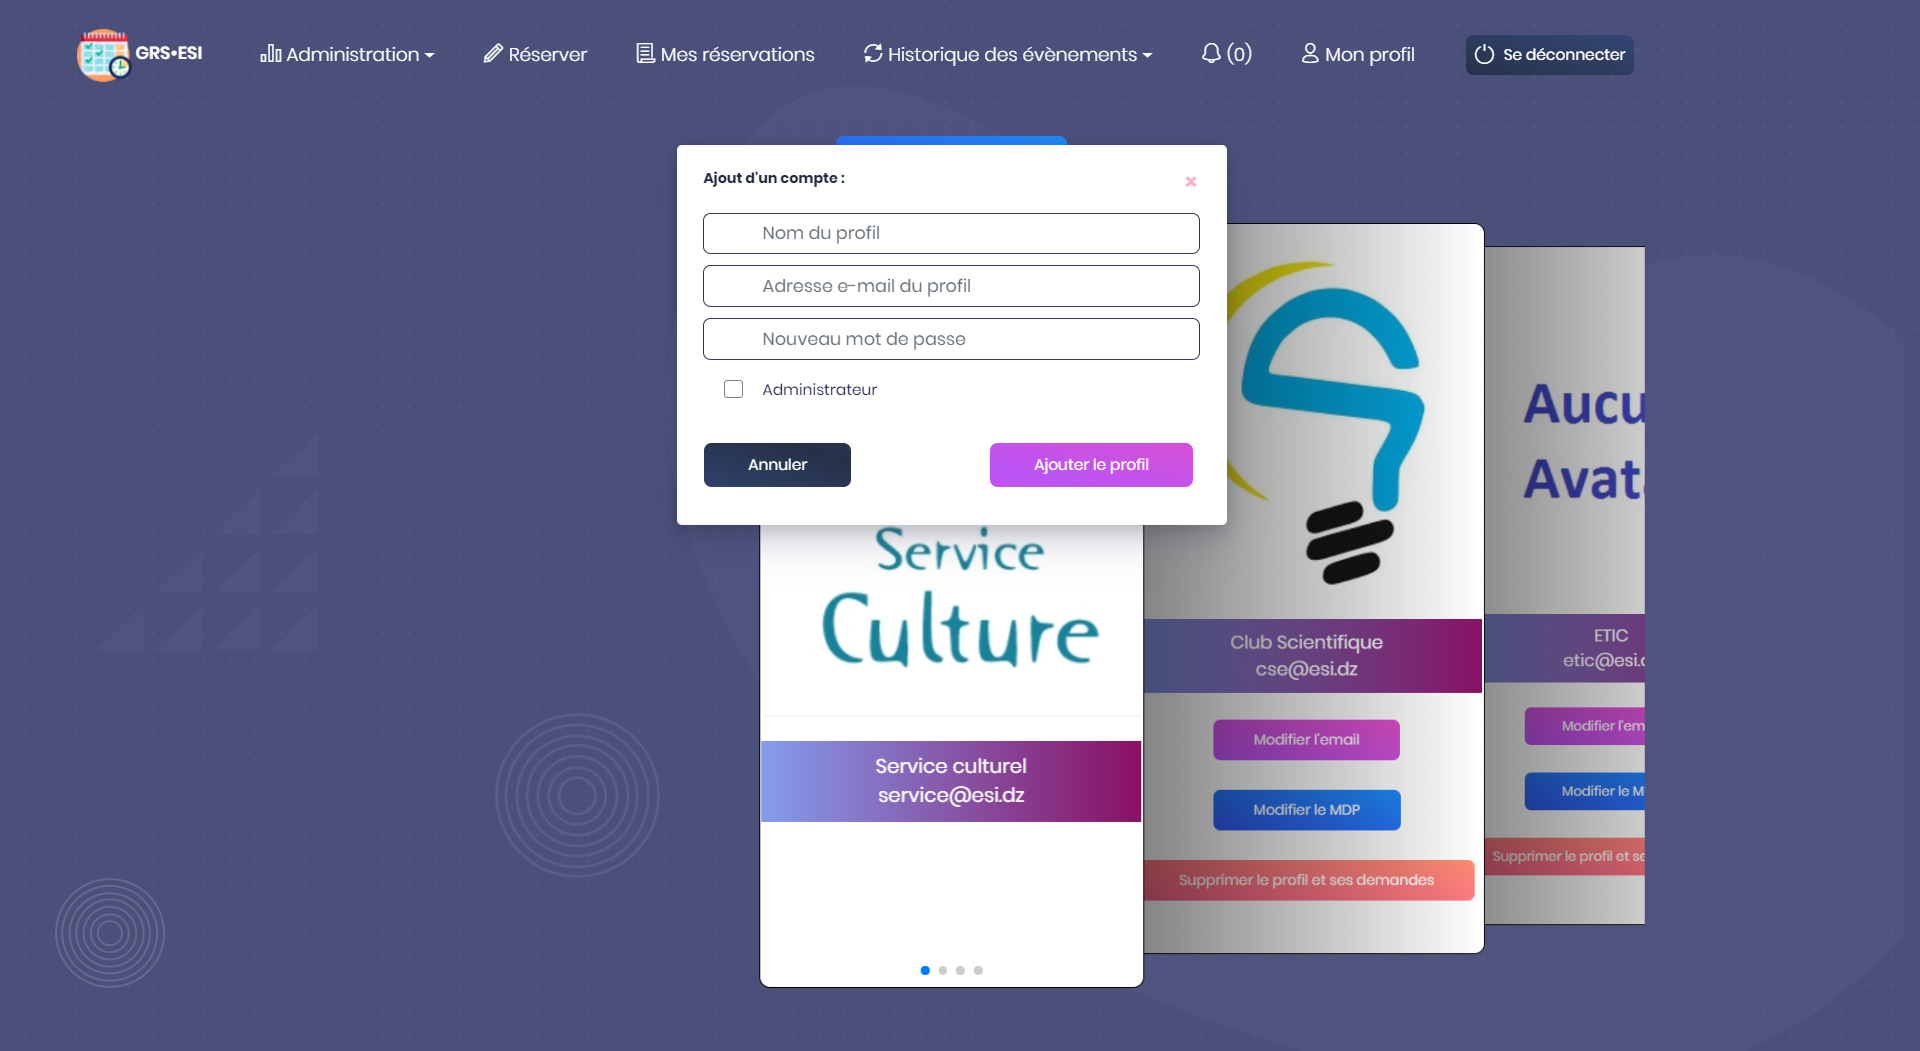 GRS•ESI
Administration
Réserver
Mes réservations
Historique des évènements
(0)
Mon profil
Se déconnecter
Ajout d'un compte :
×
Nom du profil
Adresse e-mail du profil
Nouveau mot de passe
Administrateur
Annuler
Ajouter le profil
Service
Culture
Service culturel
service@esi.dz
Club Scientifique
cse@esi.dz
Modifier l'email
Modifier le MDP
Supprimer le profil et ses demandes
Aucu
Avat
ETIC
etic@esi.
Modifier l'em
Modifier le M
Supprimer le profil et se